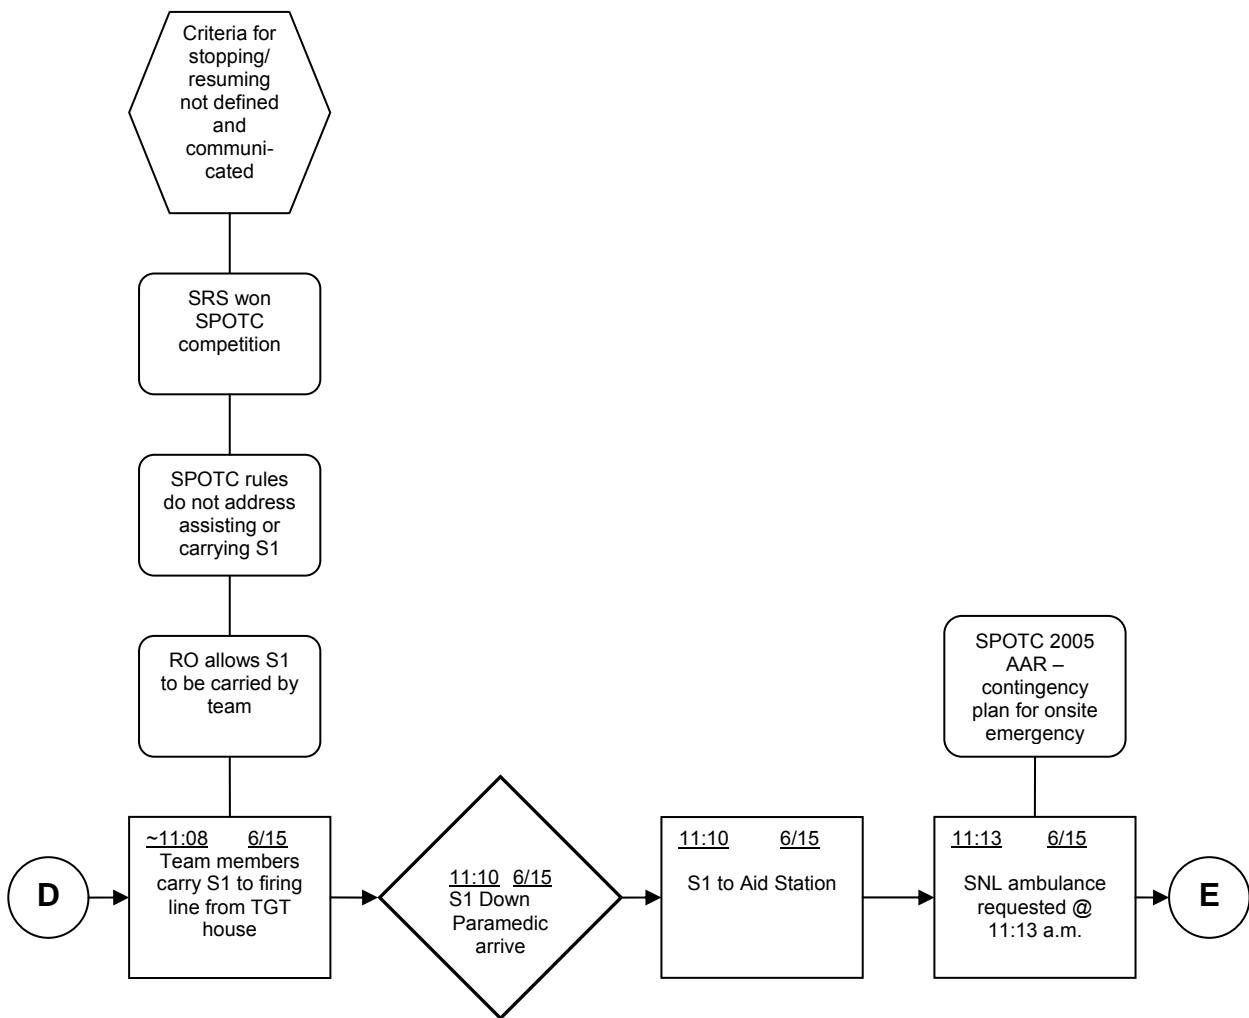 Criteria for
stopping/
resuming
not defined
and
communi-
cated
SRS won
SPOTC
competition
SPOTC rules
do not address
assisting or
carrying S1
RO allows S1
to be carried by
team
SPOTC 2005
AAR –
contingency
plan for onsite
emergency
D
~11:08 6/15
Team members
carry S1 to firing
line from TGT
house
11:10 6/15
S1 Down
Paramedic
arrive
11:10 6/15
S1 to Aid Station
11:13 6/15
SNL ambulance
requested @
11:13 a.m.
E